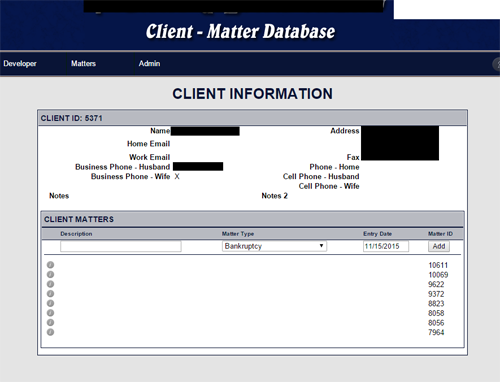 Client - Matter Database
Developer Matters Admin
CLIENT INFORMATION
CLIENT ID: 5371
Name Address
Home Email
Work Email Fax
Business Phone - Husband Phone - Home
Business Phone - Wife X Cell Phone - Husband
Cell Phone - Wife
Notes Notes 2
CLIENT MATTERS
Description Matter Type Entry Date Matter ID
Bankruptcy 11/15/2015 Add
10611
10069
9622
9372
8823
8058
8056
7964